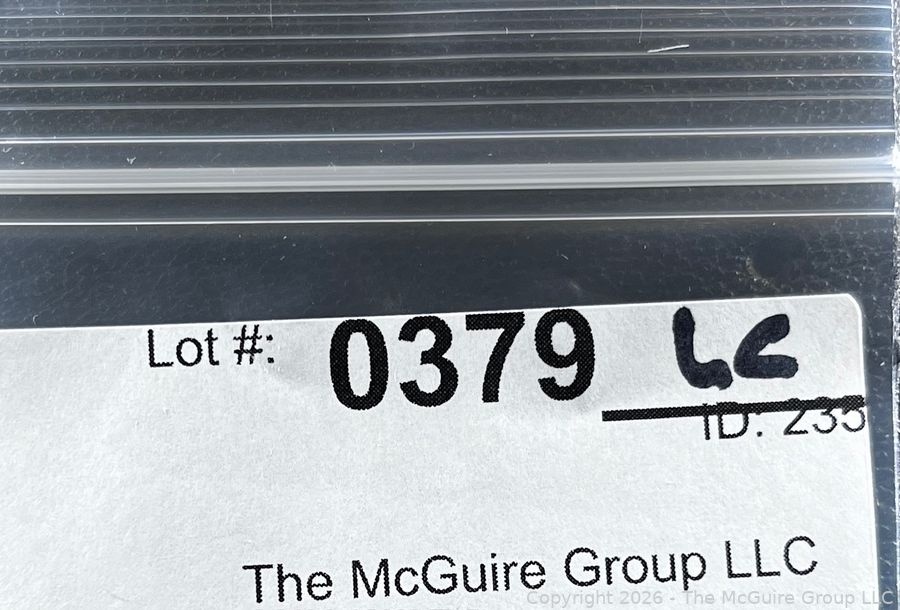 Lot #: 0379 LC
ID: 235
The McGuire Group LLC
Copyright 2026 - The McGuire Group LLC